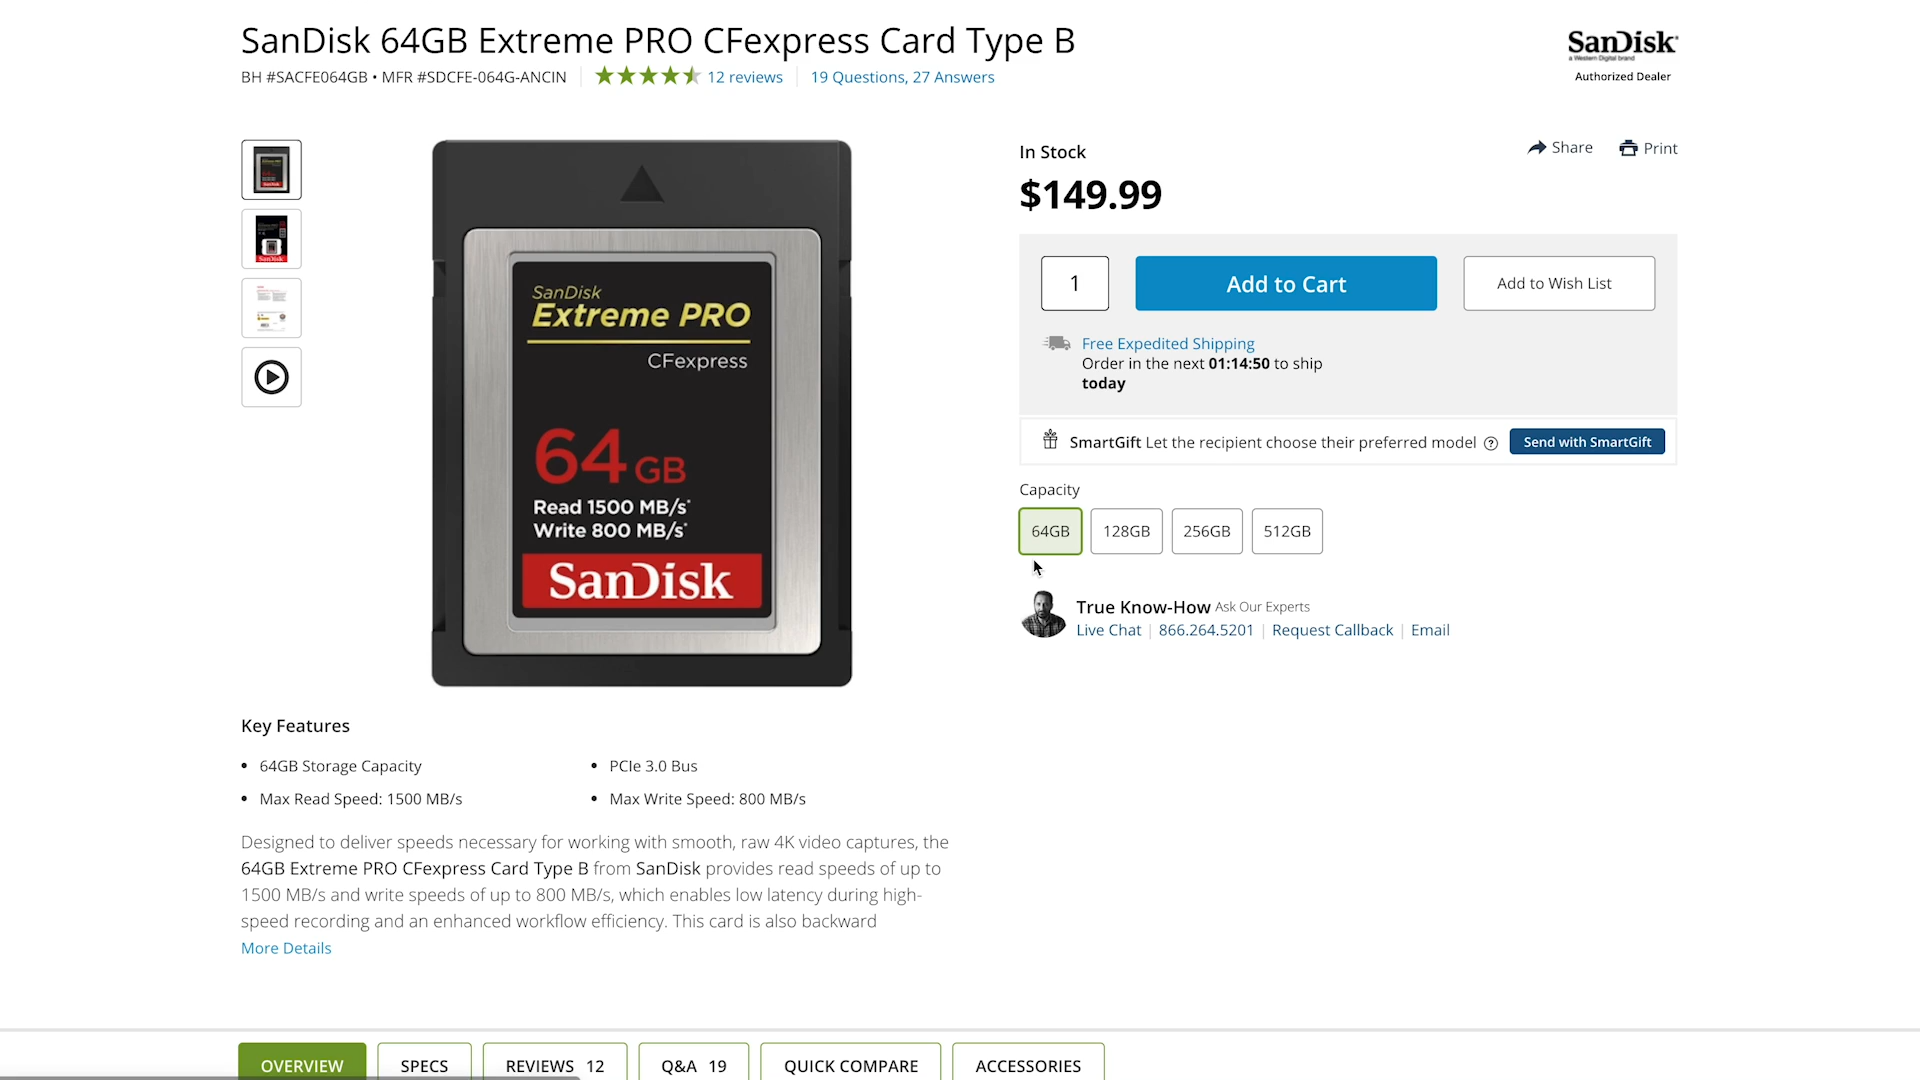 SanDisk 64GB Extreme PRO CFexpress Card Type B
BH #SACFE064GB • MFR #SDCFE-064G-ANCIN
12 reviews
19 Questions, 27 Answers
SanDisk
a Western Digital brand
Authorized Dealer
SanDisk
Extreme PRO
CFexpress
64 GB
Read 1500 MB/s*
Write 800 MB/s*
SanDisk
In Stock
Share
Print
$149.99
1
Add to Cart
Add to Wish List
Free Expedited Shipping
Order in the next 01:14:50 to ship
today
SmartGift Let the recipient choose their preferred model ?
Send with SmartGift
Capacity
64GB
128GB
256GB
512GB
True Know-How Ask Our Experts
Live Chat | 866.264.5201 | Request Callback | Email
Key Features
• 64GB Storage Capacity
• PCIe 3.0 Bus
• Max Read Speed: 1500 MB/s
• Max Write Speed: 800 MB/s
Designed to deliver speeds necessary for working with smooth, raw 4K video captures, the
64GB Extreme PRO CFexpress Card Type B from SanDisk provides read speeds of up to
1500 MB/s and write speeds of up to 800 MB/s, which enables low latency during high-
speed recording and an enhanced workflow efficiency. This card is also backward
More Details
OVERVIEW
SPECS
REVIEWS 12
Q&A 19
QUICK COMPARE
ACCESSORIES